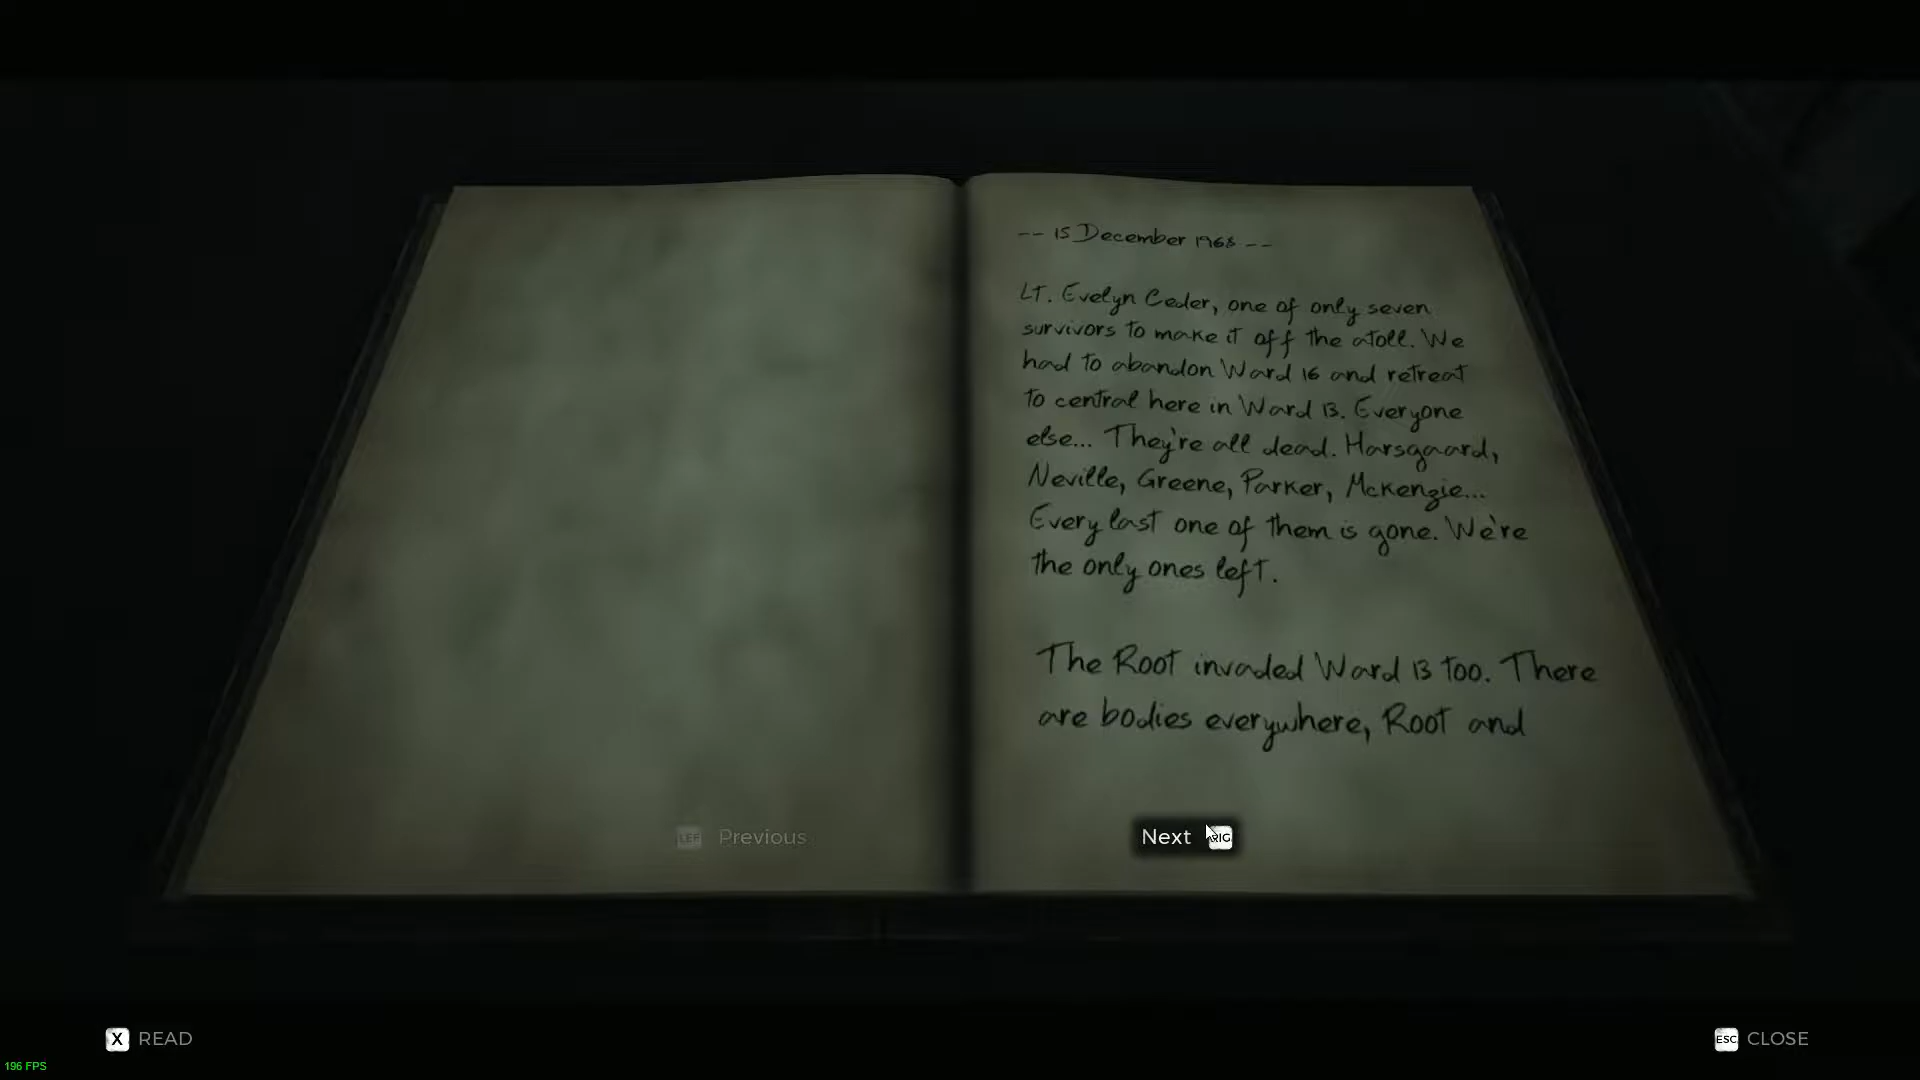 -- 15 December 1968 --
Lt. Evelyn Ceder, one of only seven
survivors to make it off the atoll. We
had to abandon Ward 16 and retreat
to central here in Ward 13. Everyone
else... They're all dead. Harsgaard,
Neville, Greene, Parker, McKenzie...
Every last one of them is gone. We're
the only ones left.
The Root invaded Ward 13 too. There
are bodies everywhere, Root and
LEF Previous
Next RIG
X READ
ESC CLOSE
196 FPS